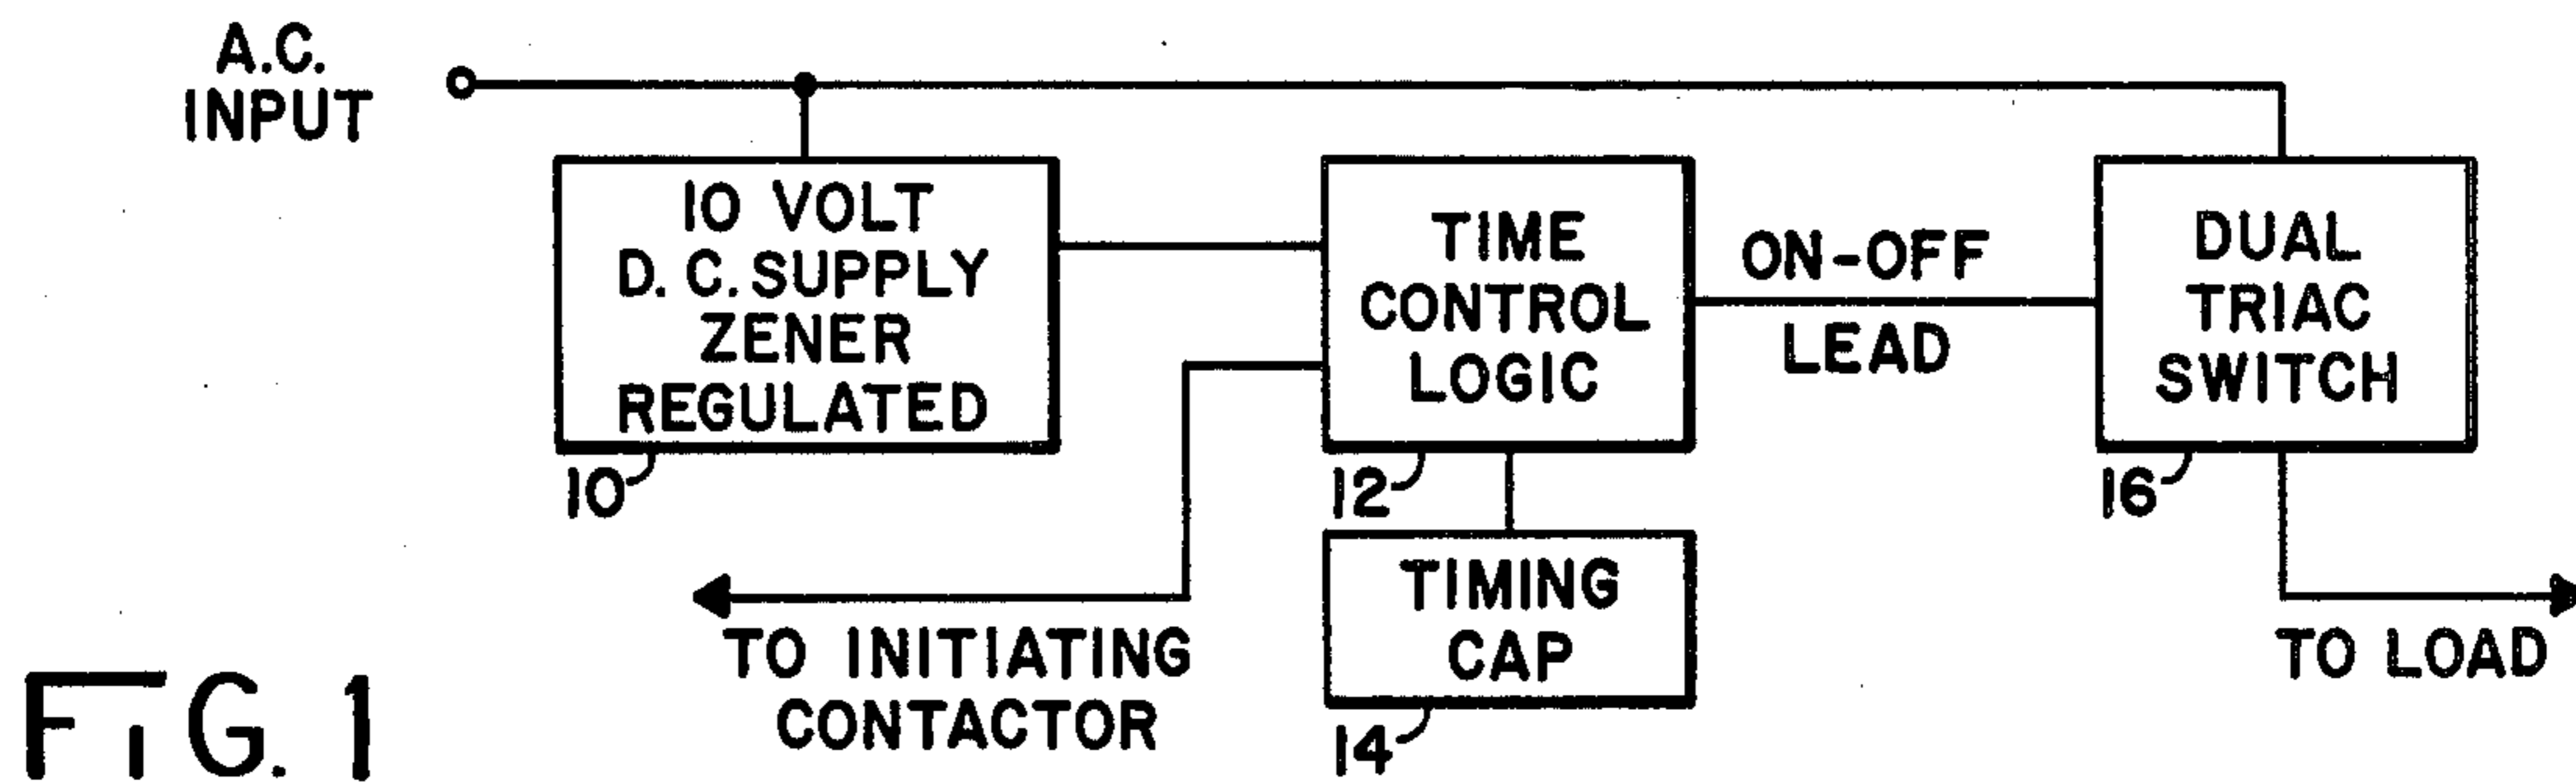 A.C.
INPUT
10 VOLT
D.C. SUPPLY
ZENER
REGULATED
10
TIME
CONTROL
LOGIC
12
ON-OFF
LEAD
DUAL
TRIAC
SWITCH
16
TIMING
CAP
14
TO INITIATING
CONTACTOR
TO LOAD
FIG. 1